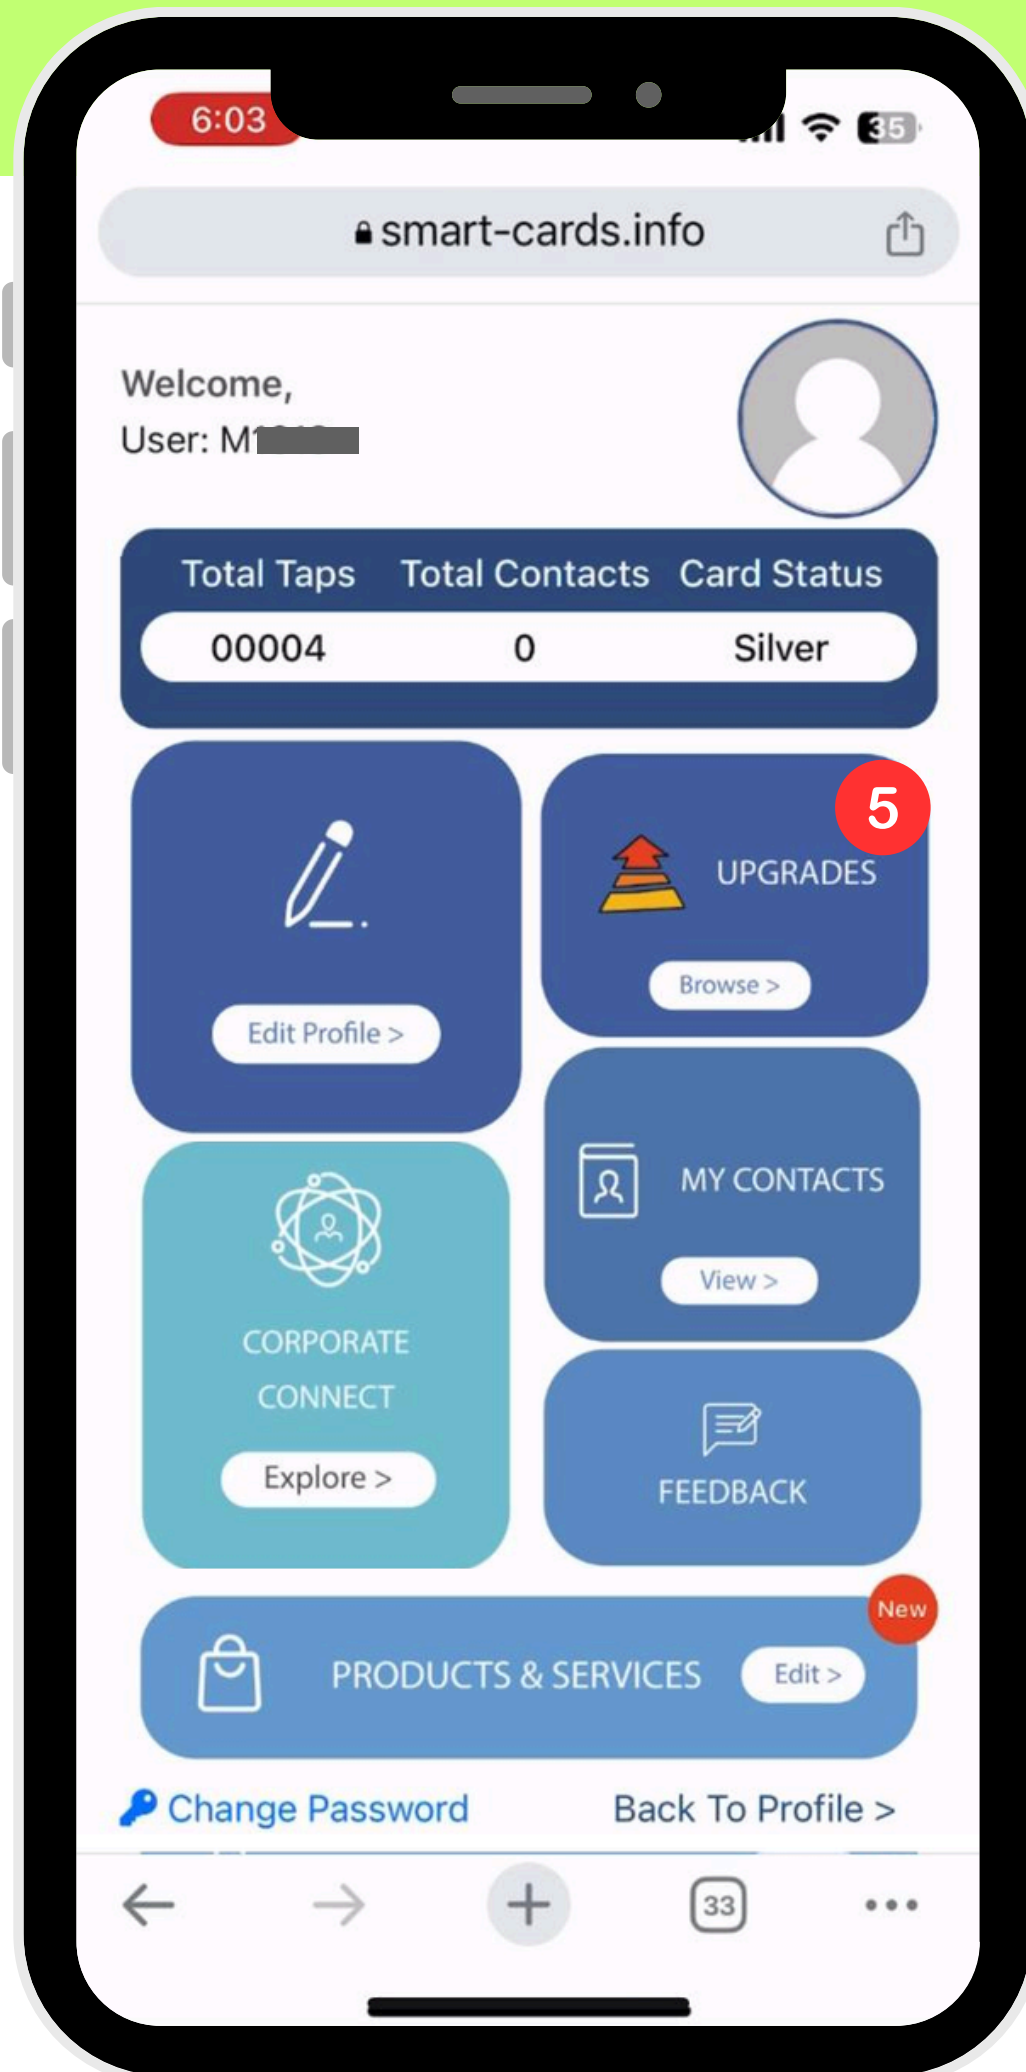 6:03
35
smart-cards.info
Welcome,
User: M
Total Taps Total Contacts Card Status
00004 0 Silver
5
UPGRADES
Browse >
Edit Profile >
MY CONTACTS
View >
CORPORATE
CONNECT
Explore >
FEEDBACK
New
PRODUCTS & SERVICES Edit >
Change Password Back To Profile >
33